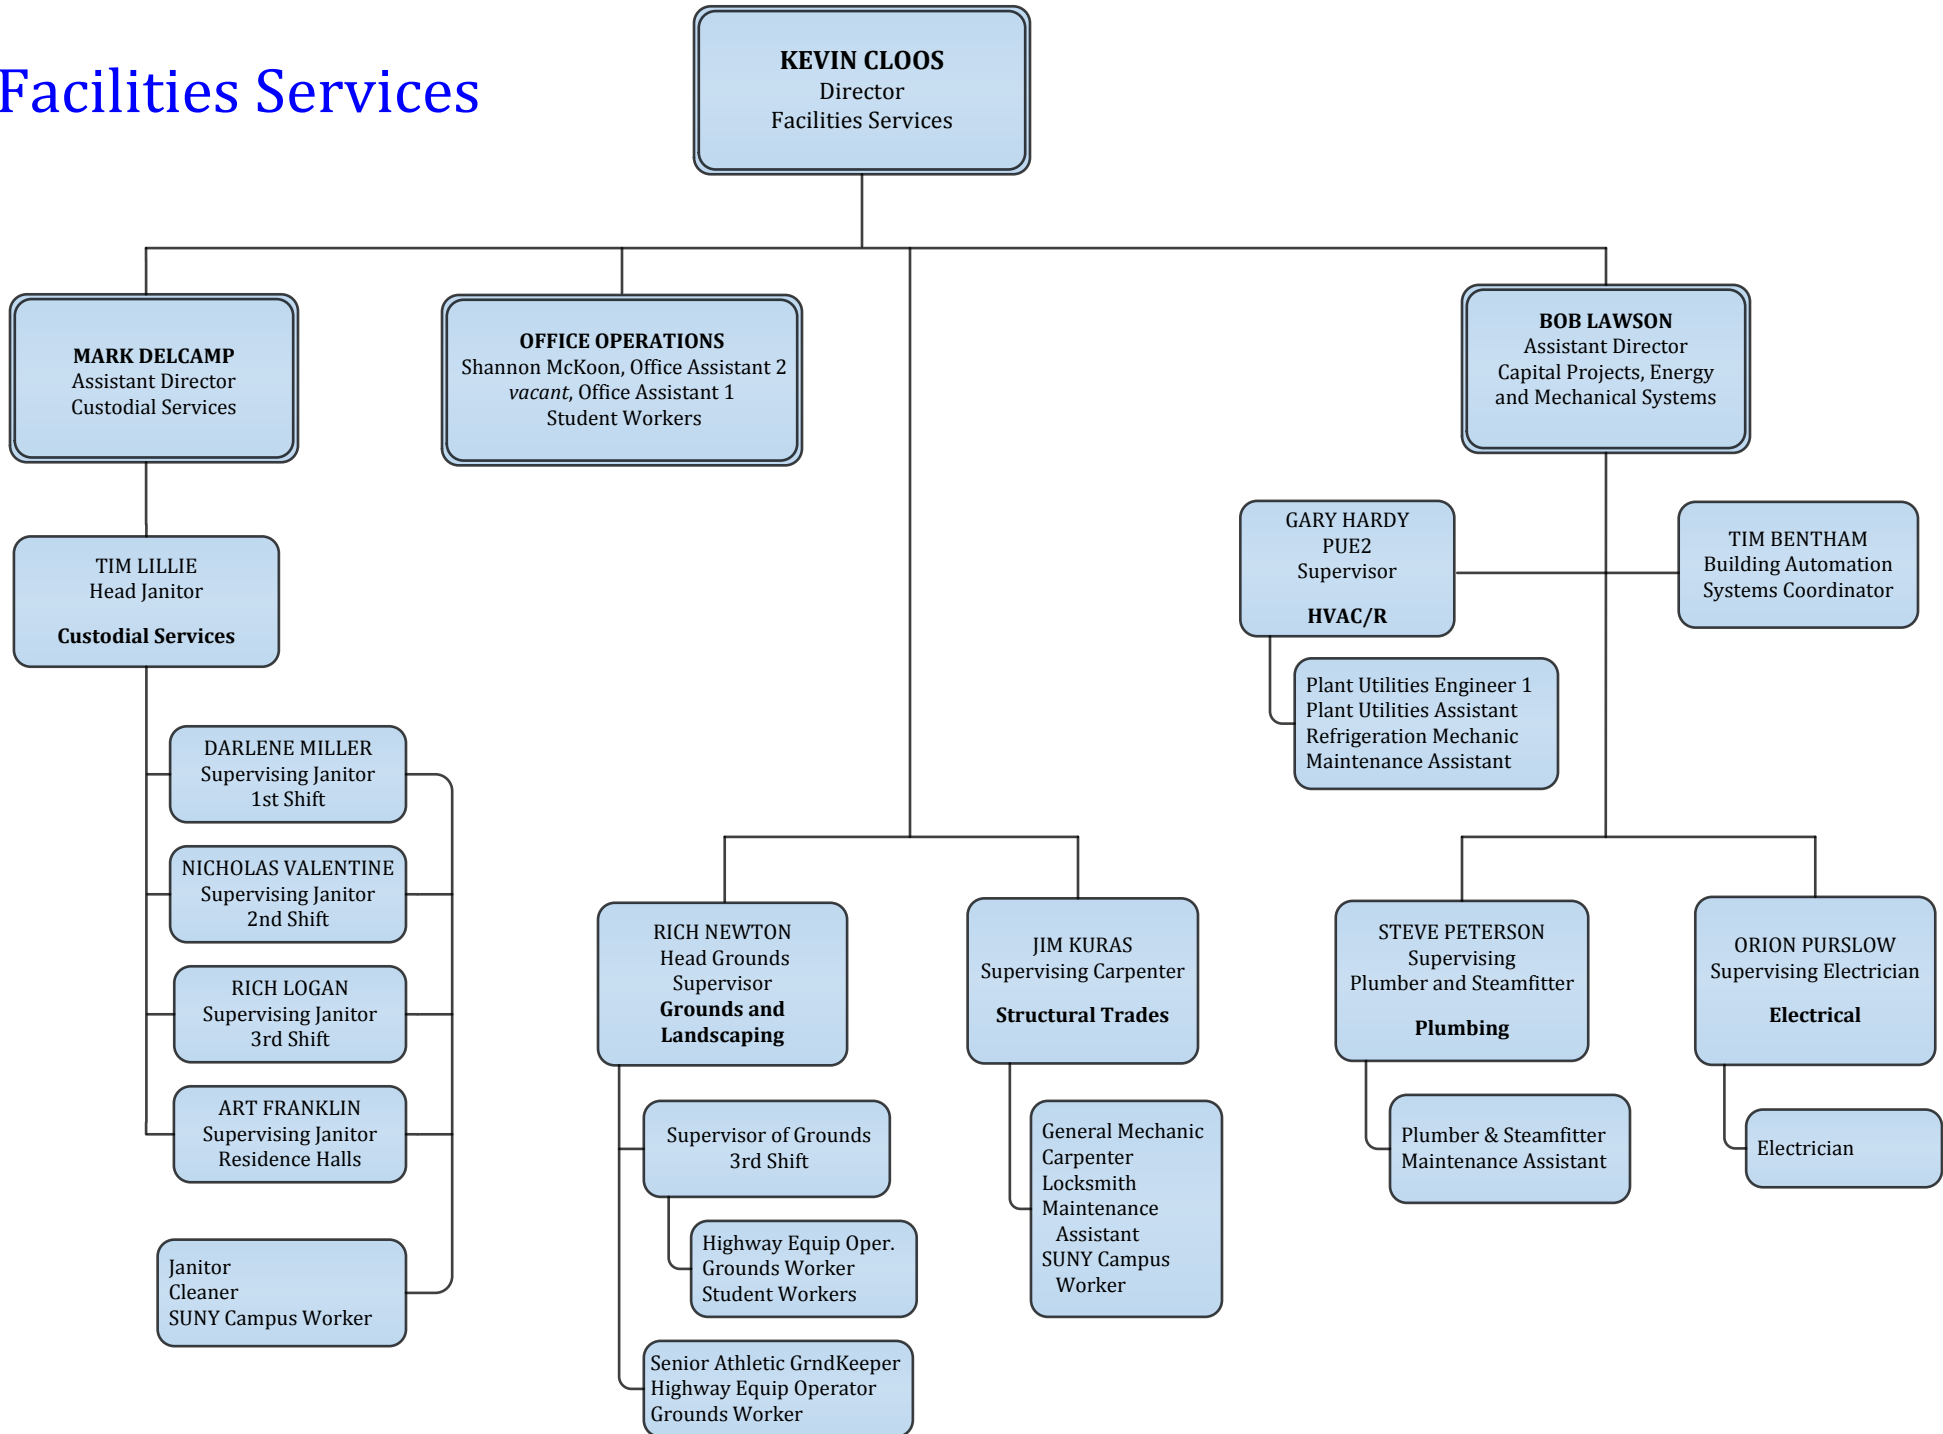 Facilities Services
KEVIN CLOOS
Director
Facilities Services
MARK DELCAMP
Assistant Director
Custodial Services
OFFICE OPERATIONS
Shannon McKoon, Office Assistant 2
vacant, Office Assistant 1
Student Workers
BOB LAWSON
Assistant Director
Capital Projects, Energy
and Mechanical Systems
TIM LILLIE
Head Janitor
Custodial Services
GARY HARDY
PUE2
Supervisor
HVAC/R
TIM BENTHAM
Building Automation
Systems Coordinator
Plant Utilities Engineer 1
Plant Utilities Assistant
Refrigeration Mechanic
Maintenance Assistant
DARLENE MILLER
Supervising Janitor
1st Shift
NICHOLAS VALENTINE
Supervising Janitor
2nd Shift
RICH LOGAN
Supervising Janitor
3rd Shift
ART FRANKLIN
Supervising Janitor
Residence Halls
Janitor
Cleaner
SUNY Campus Worker
RICH NEWTON
Head Grounds
Supervisor
Grounds and
Landscaping
Supervisor of Grounds
3rd Shift
Highway Equip Oper.
Grounds Worker
Student Workers
Senior Athletic GrndKeeper
Highway Equip Operator
Grounds Worker
JIM KURAS
Supervising Carpenter
Structural Trades
General Mechanic
Carpenter
Locksmith
Maintenance
Assistant
SUNY Campus
Worker
STEVE PETERSON
Supervising
Plumber and Steamfitter
Plumbing
Plumber & Steamfitter
Maintenance Assistant
ORION PURSLOW
Supervising Electrician
Electrical
Electrician